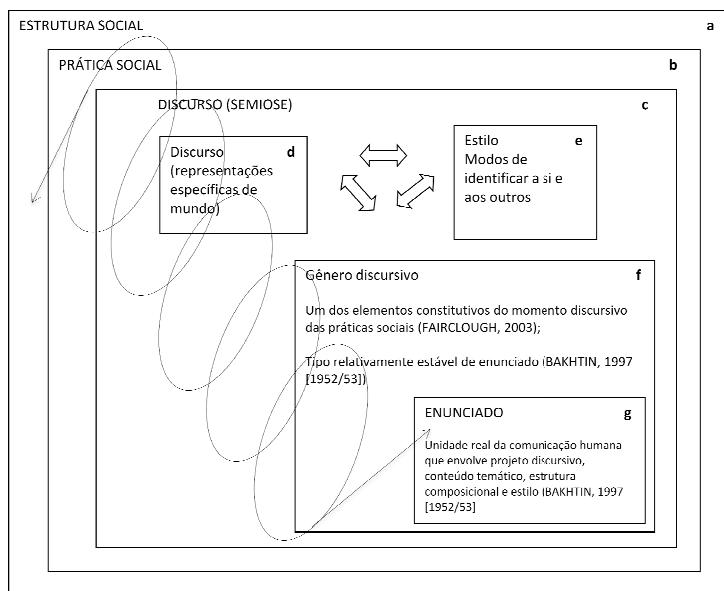 ESTRUTURA SOCIAL
a
PRÁTICA SOCIAL
b
DISCURSO (SEMIOSE)
c
Discurso
d
(representações
específicas de
mundo)
Estilo
e
Modos de
identificar a si e
aos outros
Gênero discursivo
f
Um dos elementos constitutivos do momento discursivo
das práticas sociais (FAIRCLOUGH, 2003);
Tipo relativamente estável de enunciado (BAKHTIN, 1997
[1952/53])
ENUNCIADO
g
Unidade real da comunicação humana
que envolve projeto discursivo,
conteúdo temático, estrutura
composicional e estilo (BAKHTIN, 1997
[1952/53]